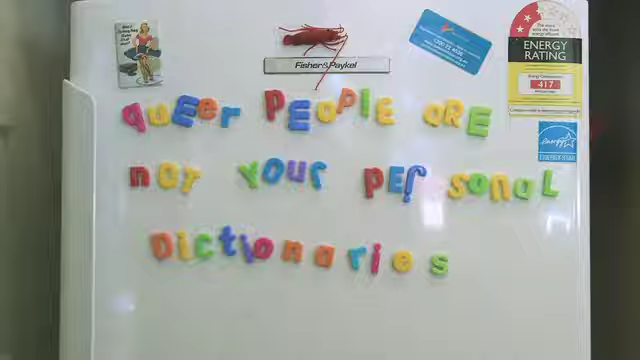 Fisher&Paykel
ENERGY
RATING
417
queer PEOPlE ARE
not your pERsonaL
Dictionaries